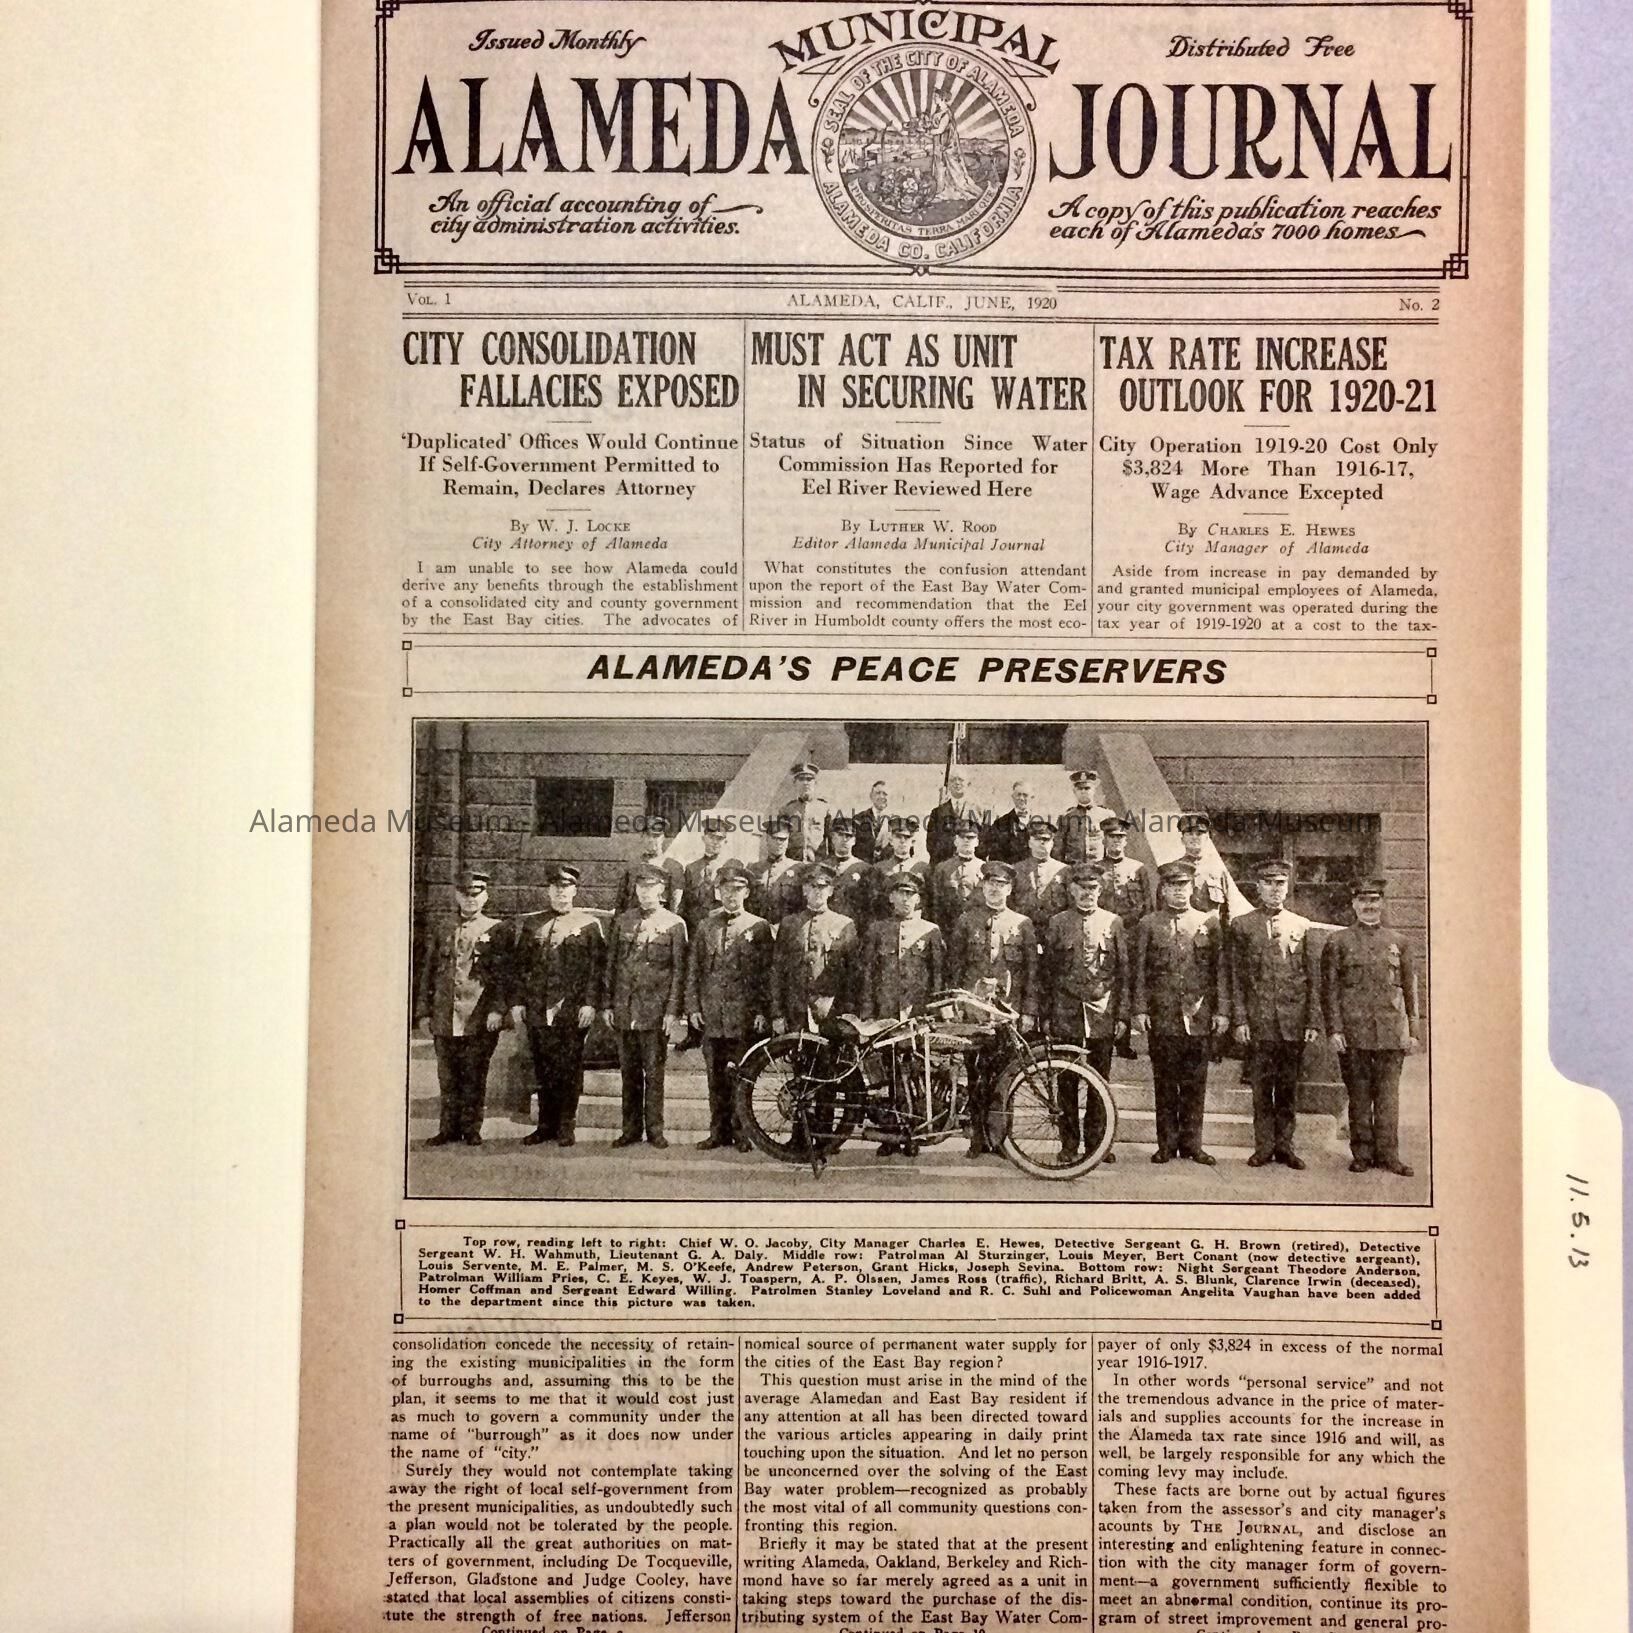 Issued Monthly
MUNICIPAL
Distributed Free
ALAMEDA
JOURNAL
SEAL OF THE CITY OF ALAMEDA
PROSPERITAS TERRA MARI QUE
ALAMEDA CO. CALIFORNIA
An official accounting of
city administration activities.
A copy of this publication reaches
each of Alameda's 7000 homes
VOL. 1
ALAMEDA, CALIF., JUNE, 1920
No. 2
CITY CONSOLIDATION
FALLACIES EXPOSED
'Duplicated' Offices Would Continue
If Self-Government Permitted to
Remain, Declares Attorney
By W. J. LOCKE
City Attorney of Alameda
I am unable to see how Alameda could
derive any benefits through the establishment
of a consolidated city and county government
by the East Bay cities. The advocates of
MUST ACT AS UNIT
IN SECURING WATER
Status of Situation Since Water
Commission Has Reported for
Eel River Reviewed Here
By LUTHER W. ROOD
Editor Alameda Municipal Journal
What constitutes the confusion attendant
upon the report of the East Bay Water Com-
mission and recommendation that the Eel
River in Humboldt county offers the most eco-
TAX RATE INCREASE
OUTLOOK FOR 1920-21
City Operation 1919-20 Cost Only
$3,824 More Than 1916-17,
Wage Advance Excepted
By CHARLES E. HEWES
City Manager of Alameda
Aside from increase in pay demanded by
and granted municipal employees of Alameda,
your city government was operated during the
tax year of 1919-1920 at a cost to the tax-
ALAMEDA'S PEACE PRESERVERS
Alameda Museum - Alameda Museum - Alameda Museum - Alameda Museum
Top row, reading left to right: Chief W. O. Jacoby, City Manager Charles E. Hewes, Detective Sergeant G. H. Brown (retired), Detective
Sergeant W. H. Wahmuth, Lieutenant G. A. Daly. Middle row: Patrolman Al Sturzinger, Louis Meyer, Bert Conant (now detective sergeant),
Louis Servente, M. E. Palmer, M. S. O'Keefe, Andrew Peterson, Grant Hicks, Joseph Sevina. Bottom row: Night Sergeant Theodore Anderson,
Patrolman William Pries, C. E. Keyes, W. J. Toaspern, A. P. Olssen, James Ross (traffic), Richard Britt, A. S. Blunk, Clarence Irwin (deceased),
Homer Coffman and Sergeant Edward Willing. Patrolmen Stanley Loveland and R. C. Suhl and Policewoman Angelita Vaughan have been added
to the department since this picture was taken.
11.5.13
consolidation concede the necessity of retain-
ing the existing municipalities in the form
of burroughs and, assuming this to be the
plan, it seems to me that it would cost just
as much to govern a community under the
name of "burrough" as it does now under
the name of "city."
Surely they would not contemplate taking
away the right of local self-government from
the present municipalities, as undoubtedly such
a plan would not be tolerated by the people.
Practically all the great authorities on mat-
ters of government, including De Tocqueville,
Jefferson, Gladstone and Judge Cooley, have
stated that local assemblies of citizens consti-
tute the strength of free nations. Jefferson
Continued on Page
nomical source of permanent water supply for
the cities of the East Bay region?
This question must arise in the mind of the
average Alamedan and East Bay resident if
any attention at all has been directed toward
the various articles appearing in daily print
touching upon the situation. And let no person
be unconcerned over the solving of the East
Bay water problem—recognized as probably
the most vital of all community questions con-
fronting this region.
Briefly it may be stated that at the present
writing Alameda, Oakland, Berkeley and Rich-
mond have so far merely agreed as a unit in
taking steps toward the purchase of the dis-
tributing system of the East Bay Water Com-
Continued on Page 10
payer of only $3,824 in excess of the normal
year 1916-1917.
In other words "personal service" and not
the tremendous advance in the price of mater-
ials and supplies accounts for the increase in
the Alameda tax rate since 1916 and will, as
well, be largely responsible for any which the
coming levy may include.
These facts are borne out by actual figures
taken from the assessor's and city manager's
acounts by THE JOURNAL, and disclose an
interesting and enlightening feature in connec-
tion with the city manager form of govern-
ment—a government sufficiently flexible to
meet an abnormal condition, continue its pro-
gram of street improvement and general pro-